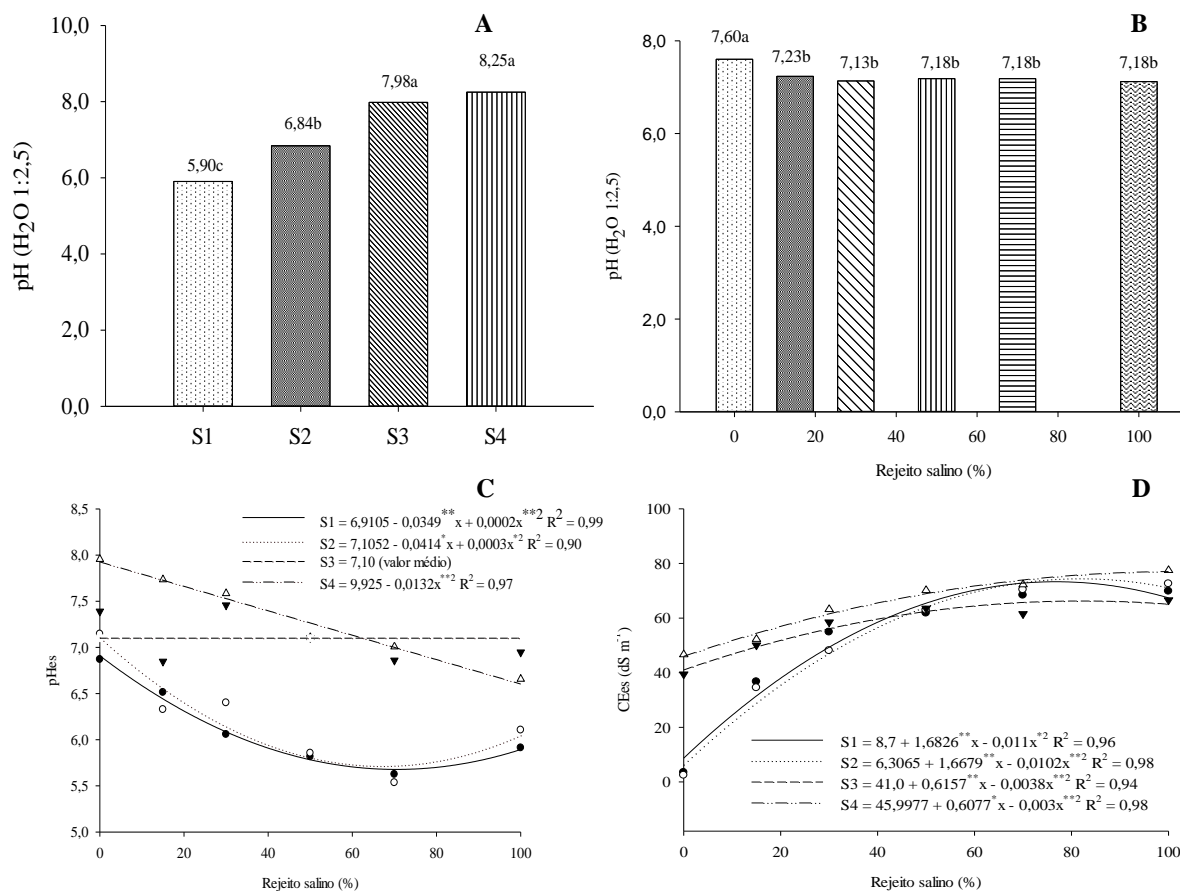 A
pH (H2O 1:2,5)
10,0
8,0
6,0
4,0
2,0
0,0
5,90c
6,84b
7,98a
8,25a
S1 S2 S3 S4
B
pH (H2O 1:2,5)
8,0
6,0
4,0
2,0
0,0
7,60a
7,23b
7,13b
7,18b
7,18b
7,18b
0 20 40 60 80 100
Rejeito salino (%)
C
pHes
8,5
8,0
7,5
7,0
6,5
6,0
5,5
5,0
S1 = 6,9105 - 0,0349**x + 0,0002x**2 R2 = 0,99
S2 = 7,1052 - 0,0414*x + 0,0003x*2 R2 = 0,90
S3 = 7,10 (valor médio)
S4 = 9,925 - 0,0132x**2 R2 = 0,97
0 20 40 60 80 100
Rejeito salino (%)
D
CEes (dS m-1)
100
80
60
40
20
0
S1 = 8,7 + 1,6826**x - 0,011x*2 R2 = 0,96
S2 = 6,3065 + 1,6679**x - 0,0102x**2 R2 = 0,98
S3 = 41,0 + 0,6157**x - 0,0038x**2 R2 = 0,94
S4 = 45,9977 + 0,6077*x - 0,003x**2 R2 = 0,98
0 20 40 60 80 100
Rejeito salino (%)